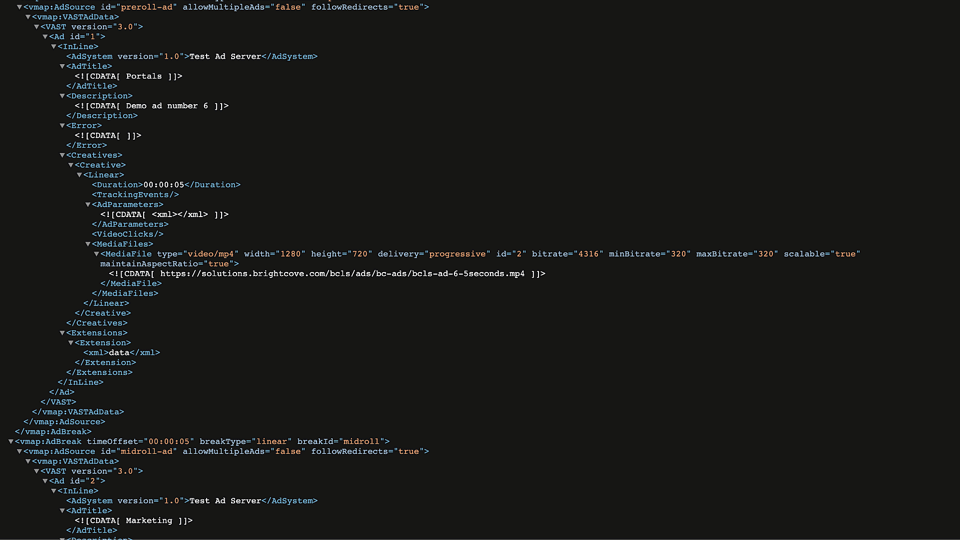 ▼<vmap:AdSource id="preroll-ad" allowMultipleAds="false" followRedirects="true">
▼<vmap:VASTAdData>
▼<VAST version="3.0">
▼<Ad id="1">
▼<InLine>
<AdSystem version="1.0">Test Ad Server</AdSystem>
▼<AdTitle>
<![CDATA[ Portals ]]>
</AdTitle>
▼<Description>
<![CDATA[ Demo ad number 6 ]]>
</Description>
▼<Error>
<![CDATA[ ]]>
</Error>
▼<Creatives>
▼<Creative>
▼<Linear>
<Duration>00:00:05</Duration>
<TrackingEvents/>
▼<AdParameters>
<![CDATA[ <xml></xml> ]]>
</AdParameters>
<VideoClicks/>
▼<MediaFiles>
▼<MediaFile type="video/mp4" width="1280" height="720" delivery="progressive" id="2" bitrate="4316" minBitrate="320" maxBitrate="320" scalable="true"
maintainAspectRatio="true">
<![CDATA[ https://solutions.brightcove.com/bcls/ads/bc-ads/bcls-ad-6-5seconds.mp4 ]]>
</MediaFile>
</MediaFiles>
</Linear>
</Creative>
</Creatives>
▼<Extensions>
▼<Extension>
<xml>data</xml>
</Extension>
</Extensions>
</InLine>
</Ad>
</VAST>
</vmap:VASTAdData>
</vmap:AdSource>
</vmap:AdBreak>
▼<vmap:AdBreak timeOffset="00:00:05" breakType="linear" breakId="midroll">
▼<vmap:AdSource id="midroll-ad" allowMultipleAds="false" followRedirects="true">
▼<vmap:VASTAdData>
▼<VAST version="3.0">
▼<Ad id="2">
▼<InLine>
<AdSystem version="1.0">Test Ad Server</AdSystem>
▼<AdTitle>
<![CDATA[ Marketing ]]>
</AdTitle>
▼<Description>